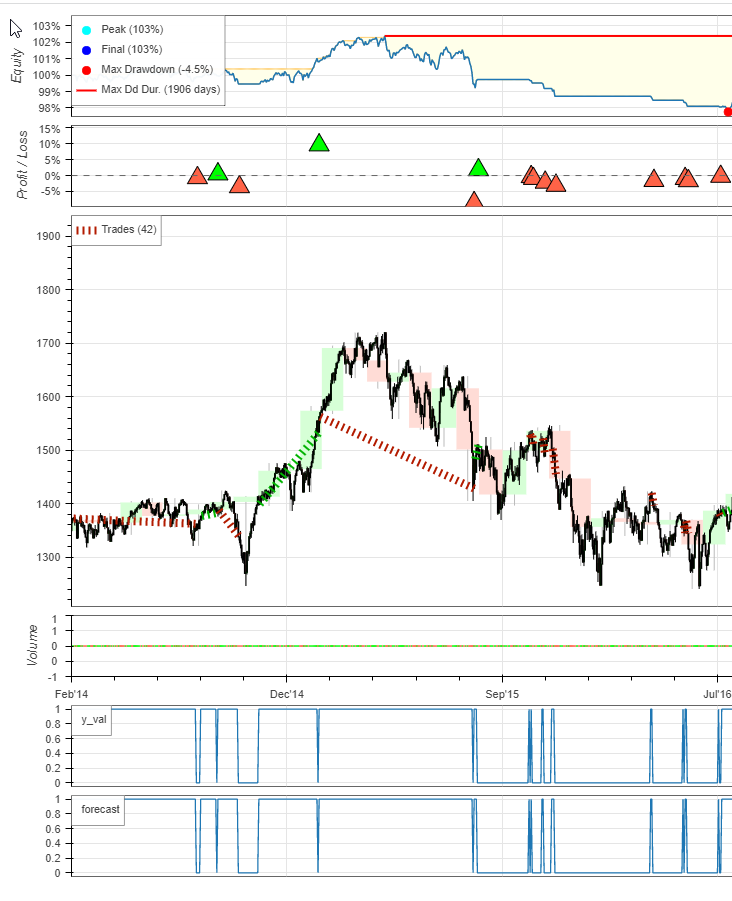 103%
102%
101%
100%
99%
98%
Equity
Peak (103%)
Final (103%)
Max Drawdown (-4.5%)
Max Dd Dur. (1906 days)
15%
10%
5%
0%
-5%
Profit / Loss
Trades (42)
1900
1800
1700
1600
1500
1400
1300
1
1
0
0
-1
Volume
Feb'14
Dec'14
Sep'15
Jul'16
y_val
1
0.8
0.6
0.4
0.2
0
forecast
1
0.8
0.6
0.4
0.2
0